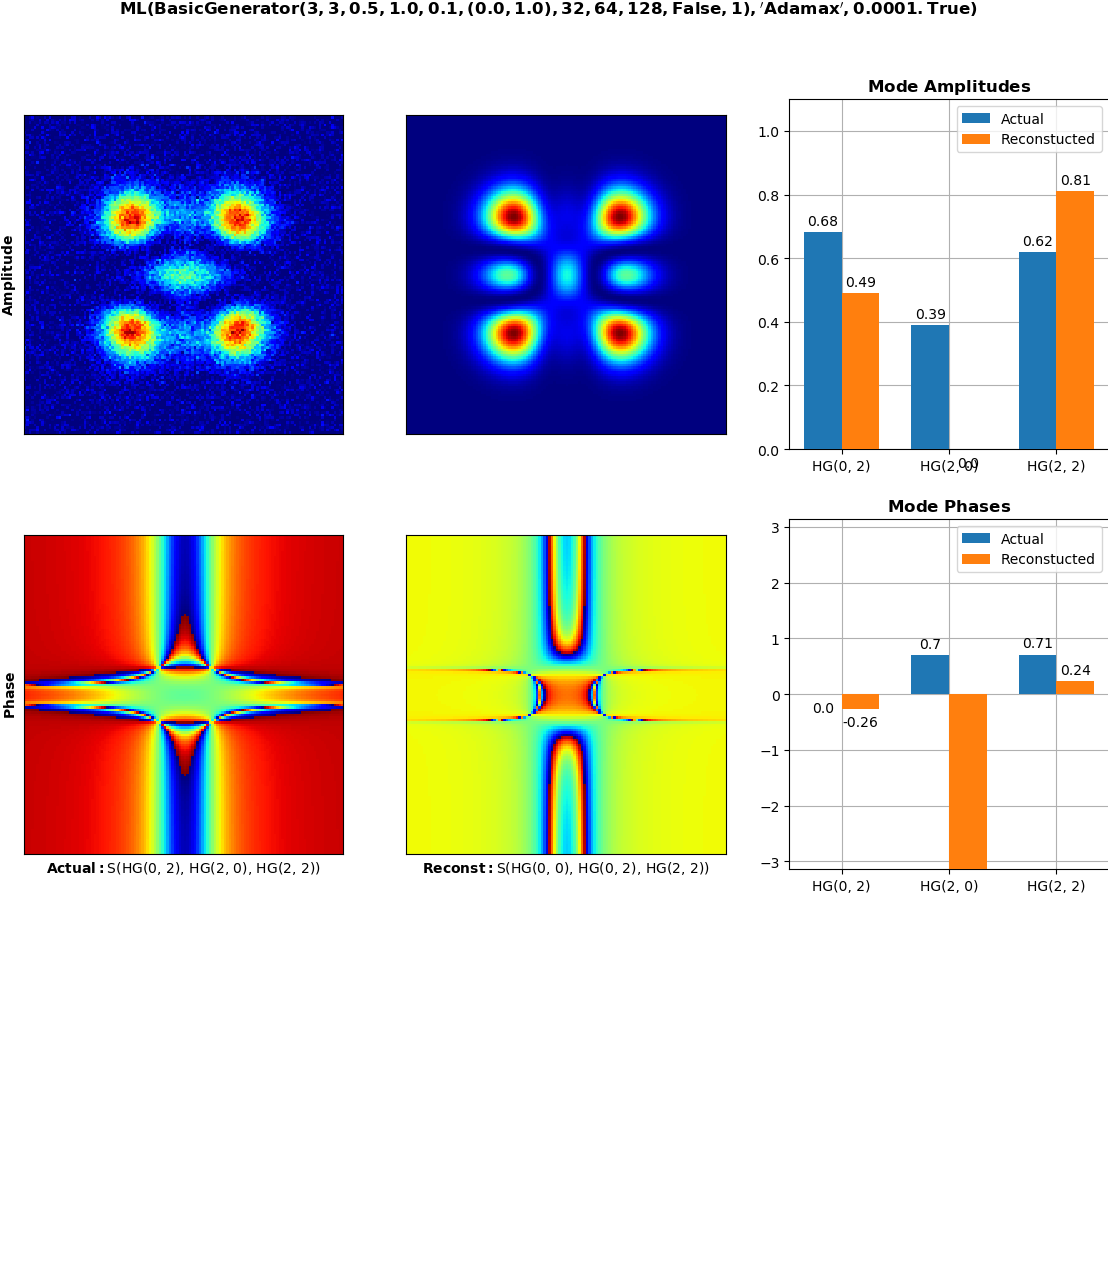 ML(BasicGenerator(3, 3, 0.5, 1.0, 0.1, (0.0, 1.0), 32, 64, 128, False, 1), 'Adamax', 0.0001. True)
Amplitude
Mode Amplitudes
Actual
Reconstucted
1.0
0.8
0.6
0.4
0.2
0.0
0.68
0.49
0.39
0.0
0.62
0.81
HG(0, 2)
HG(2, 0)
HG(2, 2)
Phase
Actual: S(HG(0, 2), HG(2, 0), HG(2, 2))
Reconst: S(HG(0, 0), HG(0, 2), HG(2, 2))
Mode Phases
Actual
Reconstucted
3
2
1
0
−1
−2
−3
0.0
-0.26
0.7
0.71
0.24
HG(0, 2)
HG(2, 0)
HG(2, 2)